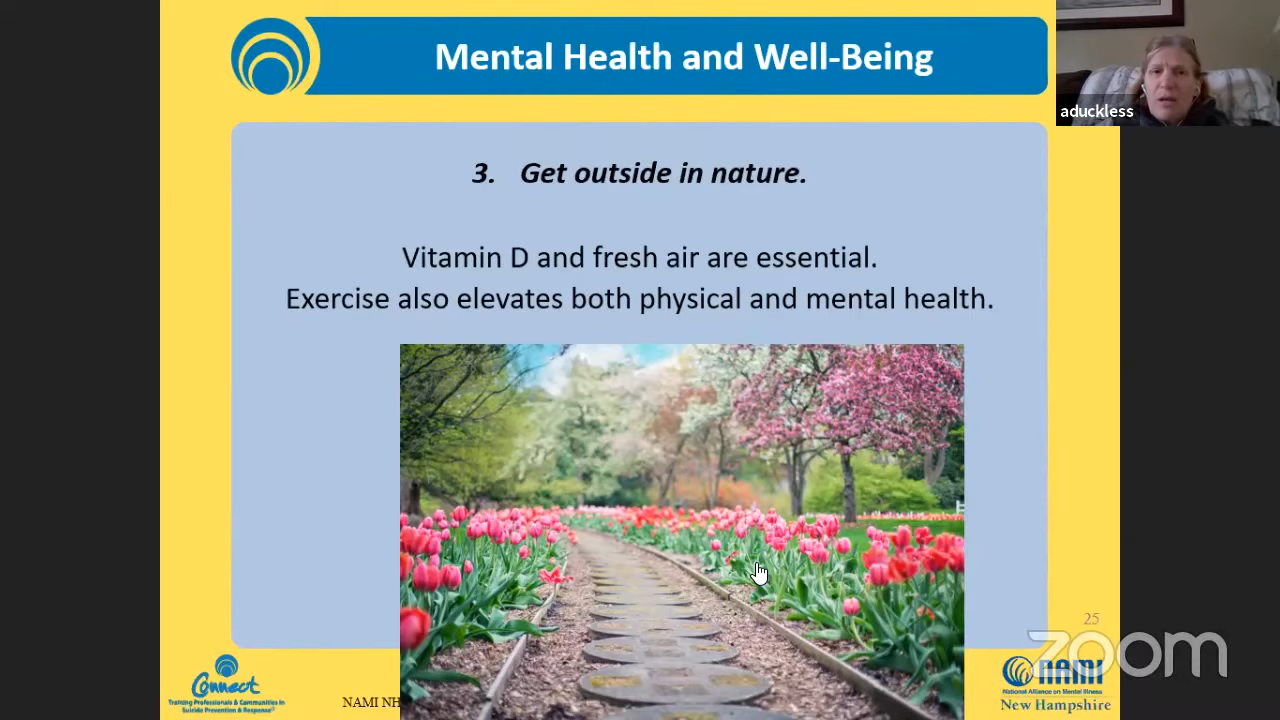 Mental Health and Well-Being
aduckless
3. Get outside in nature.
Vitamin D and fresh air are essential.
Exercise also elevates both physical and mental health.
25
zoom
Connect
Training Professionals & Communities in
Suicide Prevention & Response
NAMI NH
NAMI
National Alliance on Mental Illness
New Hampshire